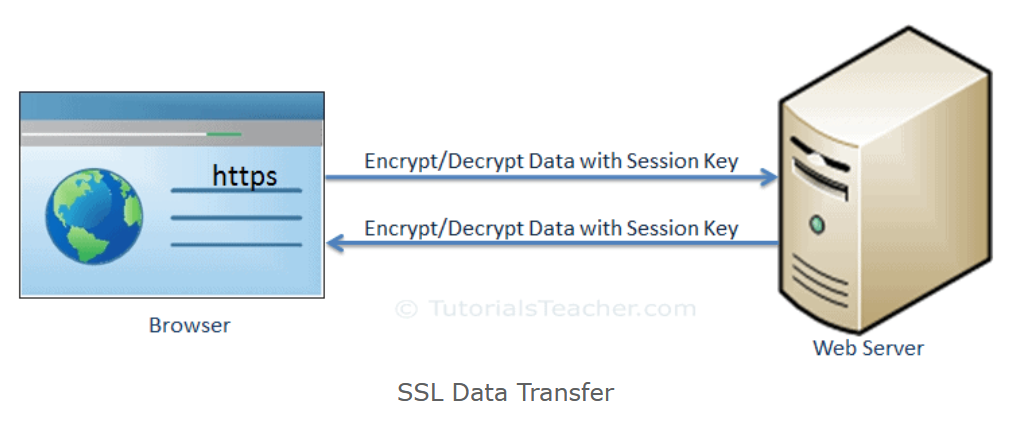 https
Encrypt/Decrypt Data with Session Key
Encrypt/Decrypt Data with Session Key
© TutorialsTeacher.com
Browser
Web Server
SSL Data Transfer